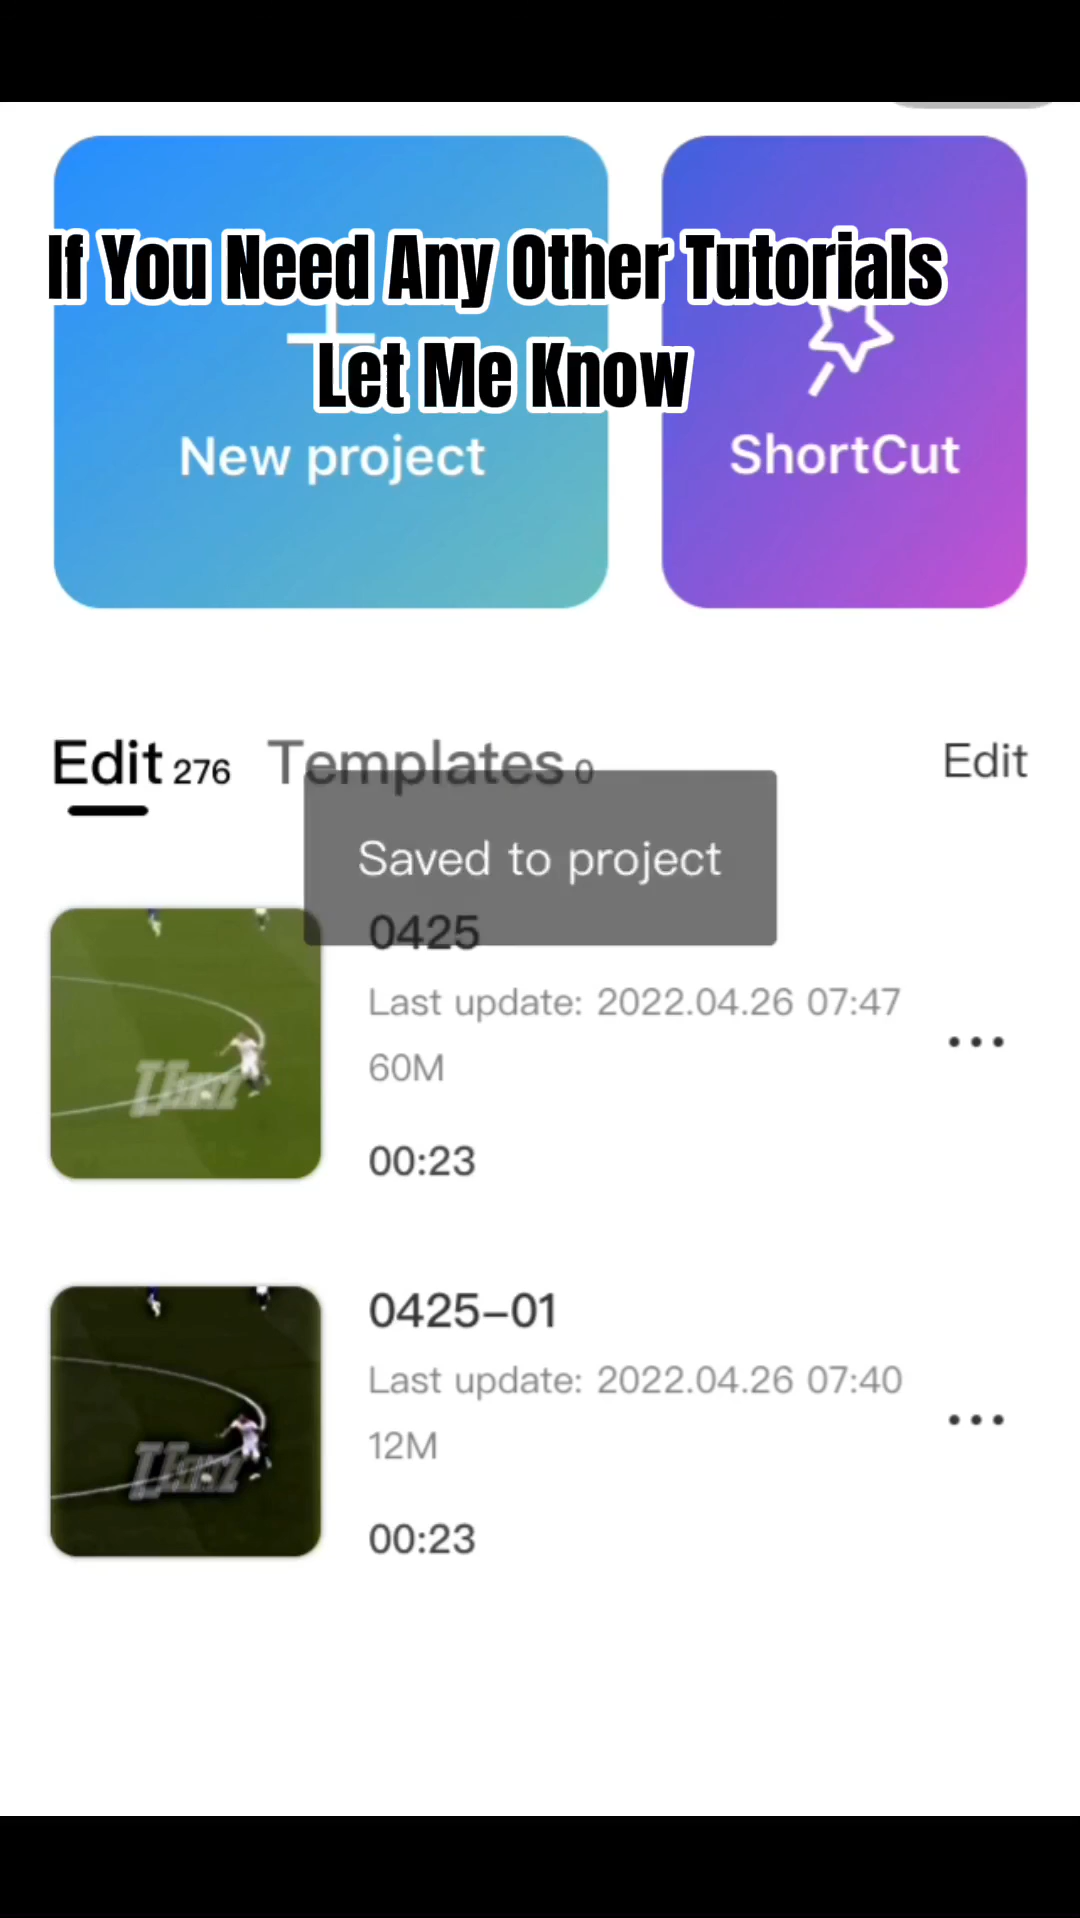 If You Need Any Other Tutorials
Let Me Know
New project
ShortCut
Edit 276
Templates 0
Edit
Saved to project
0425
Last update: 2022.04.26 07:47
60M
00:23
0425-01
Last update: 2022.04.26 07:40
12M
00:23